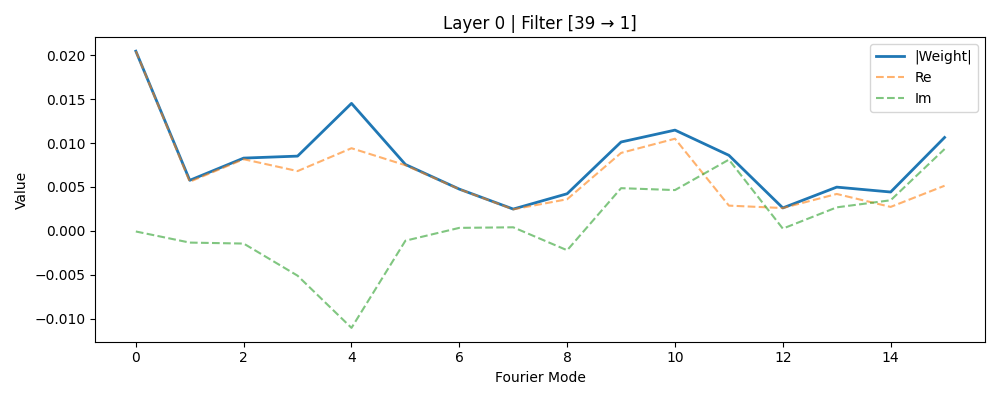 Layer 0 | Filter [39 → 1]
0.020
0.015
0.010
0.005
0.000
−0.005
−0.010
Value
|Weight|
Re
Im
0 2 4 6 8 10 12 14
Fourier Mode